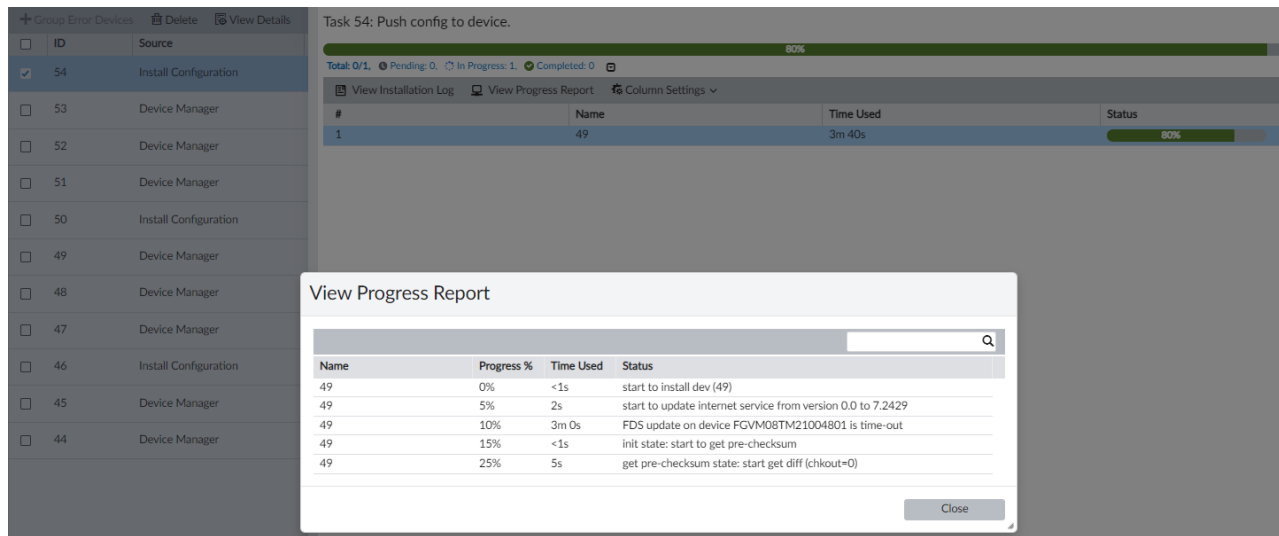 Group Error Devices Delete View Details
ID Source
54 Install Configuration
53 Device Manager
52 Device Manager
51 Device Manager
50 Install Configuration
49 Device Manager
48 Device Manager
47 Device Manager
46 Install Configuration
45 Device Manager
44 Device Manager
Task 54: Push config to device.
80%
Total: 0/1, Pending: 0, In Progress: 1, Completed: 0
View Installation Log View Progress Report Column Settings
# Name Time Used Status
1 49 3m 40s 80%
View Progress Report
Name Progress % Time Used Status
49 0% <1s start to install dev (49)
49 5% 2s start to update internet service from version 0.0 to 7.2429
49 10% 3m 0s FDS update on device FGVM08TM21004801 is time-out
49 15% <1s init state: start to get pre-checksum
49 25% 5s get pre-checksum state: start get diff (chkout=0)
Close